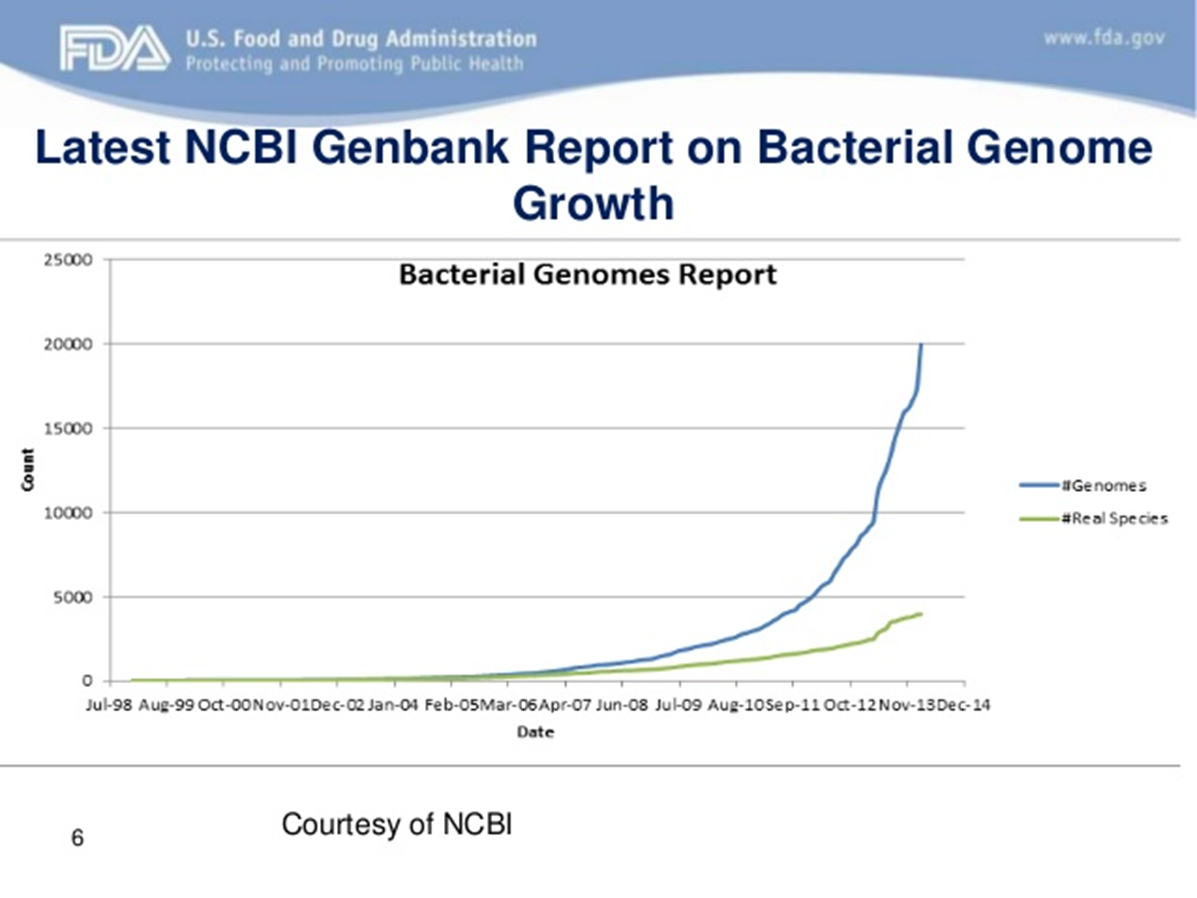 FDA U.S. Food and Drug Administration
Protecting and Promoting Public Health
www.fda.gov
Latest NCBI Genbank Report on Bacterial Genome
Growth
Bacterial Genomes Report
25000
20000
15000
10000
5000
0
Count
Jul-98 Aug-99 Oct-00 Nov-01 Dec-02 Jan-04 Feb-05 Mar-06 Apr-07 Jun-08 Jul-09 Aug-10 Sep-11 Oct-12 Nov-13 Dec-14
Date
#Genomes
#Real Species
Courtesy of NCBI
6